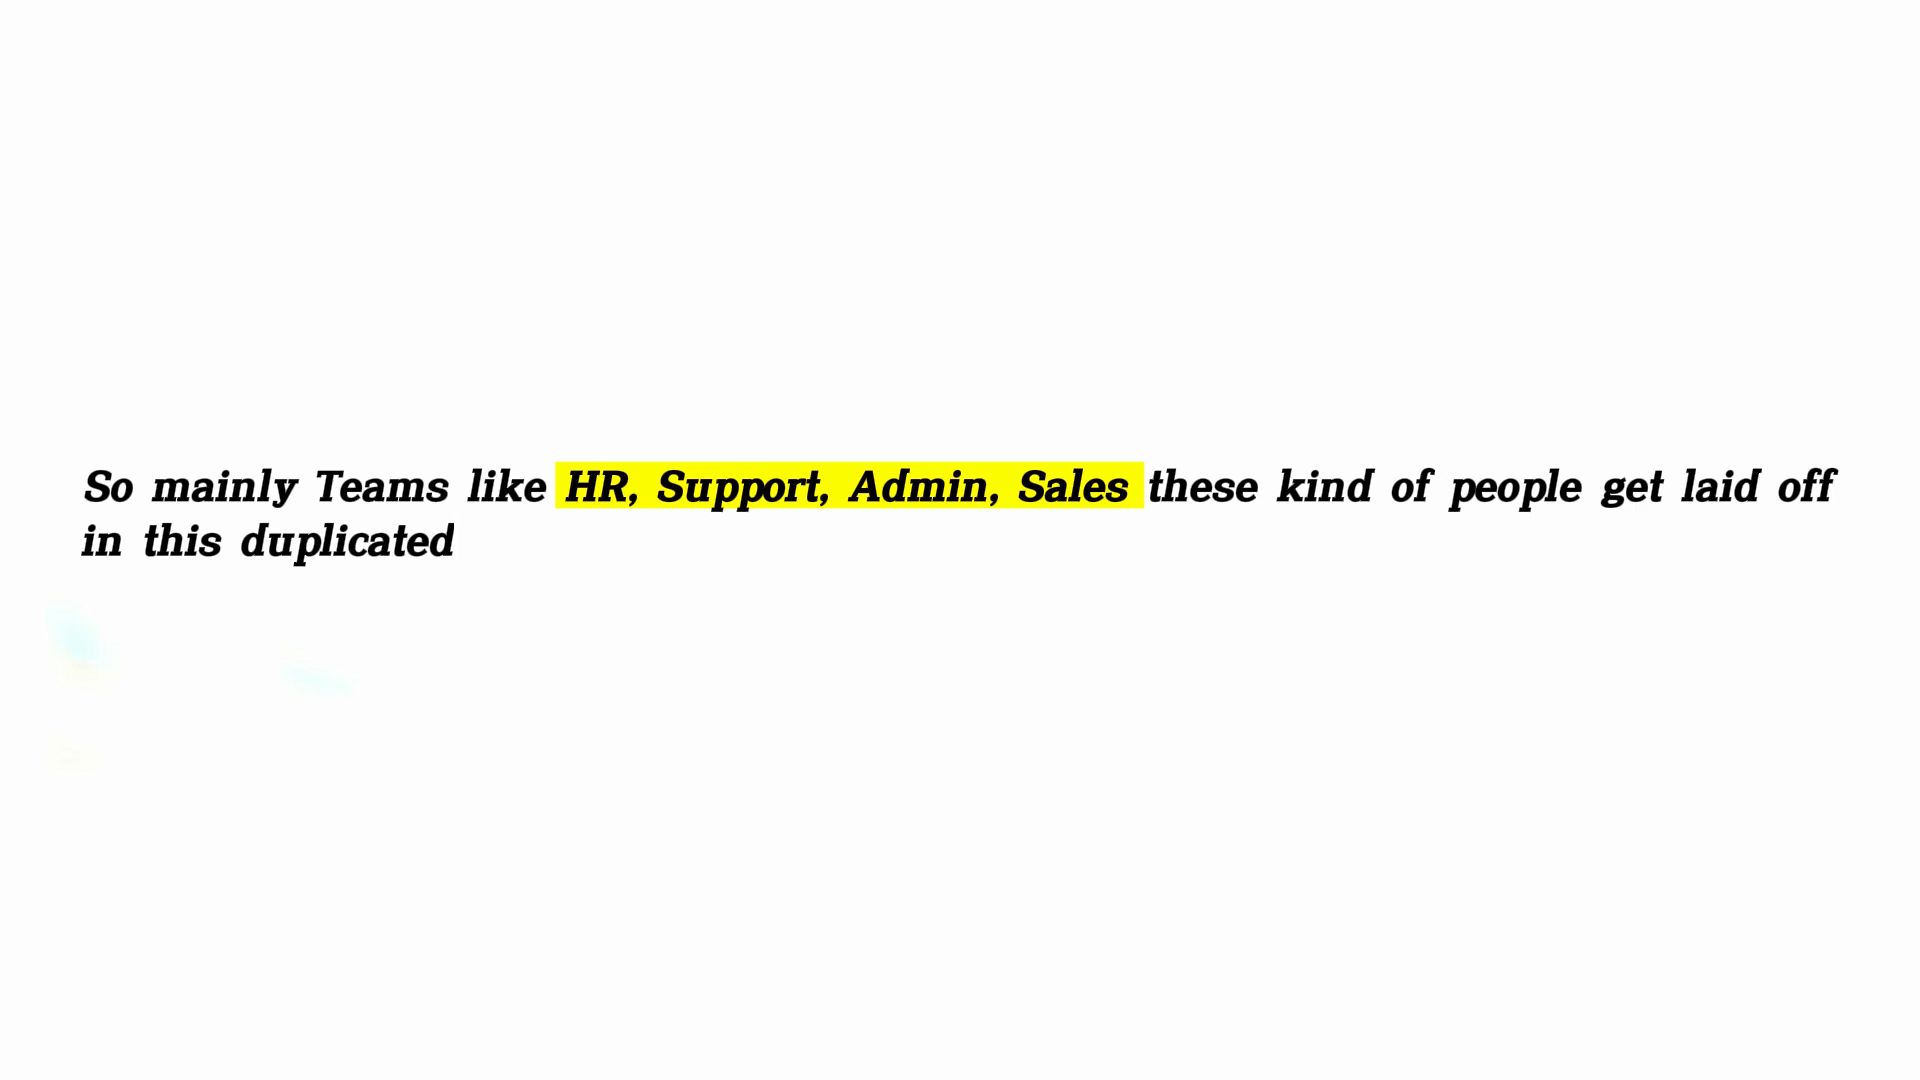 So mainly Teams like HR, Support, Admin, Sales these kind of people get laid off
in this duplicated